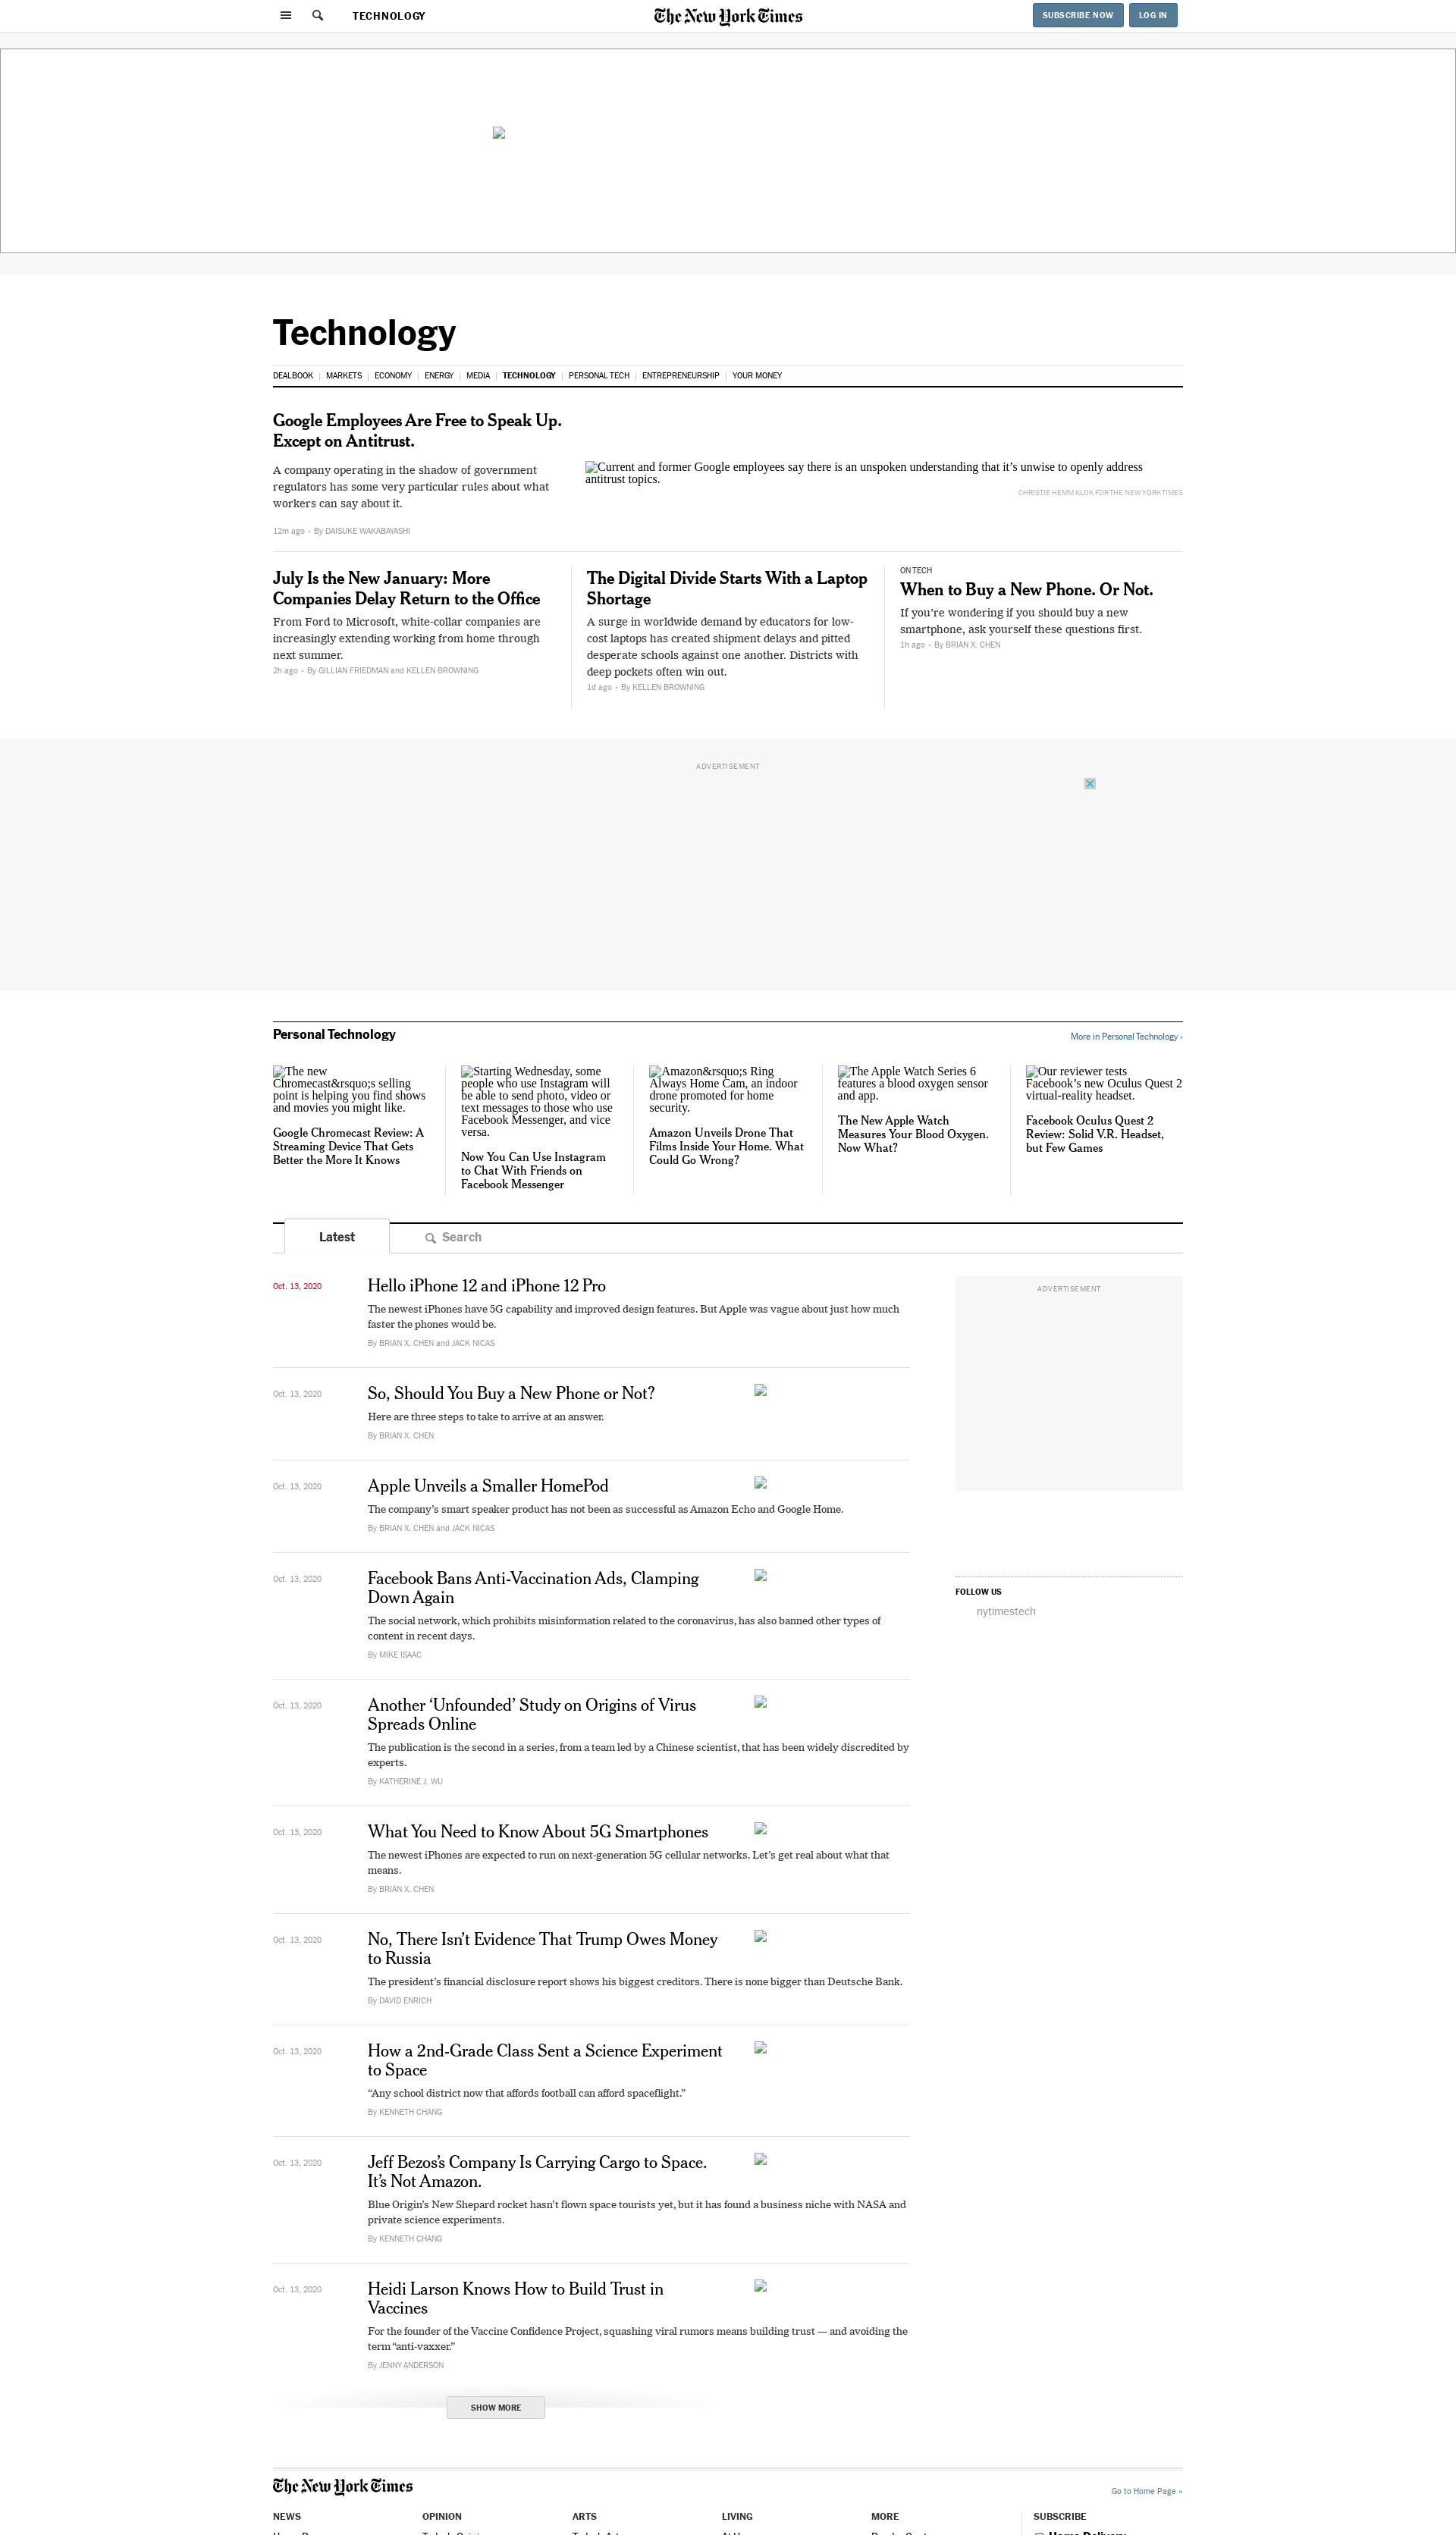 TECHNOLOGY
The New York Times
SUBSCRIBE NOW
LOG IN
Technology
DEALBOOK
MARKETS
ECONOMY
ENERGY
MEDIA
TECHNOLOGY
PERSONAL TECH
ENTREPRENEURSHIP
YOUR MONEY
Google Employees Are Free to Speak Up.
Except on Antitrust.
A company operating in the shadow of government
regulators has some very particular rules about what
workers can say about it.
12m ago • By DAISUKE WAKABAYASHI
Current and former Google employees say there is an unspoken understanding that it’s unwise to openly address
antitrust topics.
CHRISTIE HEMM KLOK FOR THE NEW YORK TIMES
July Is the New January: More
Companies Delay Return to the Office
From Ford to Microsoft, white-collar companies are
increasingly extending working from home through
next summer.
2h ago • By GILLIAN FRIEDMAN and KELLEN BROWNING
The Digital Divide Starts With a Laptop
Shortage
A surge in worldwide demand by educators for low-
cost laptops has created shipment delays and pitted
desperate schools against one another. Districts with
deep pockets often win out.
1d ago • By KELLEN BROWNING
ON TECH
When to Buy a New Phone. Or Not.
If you’re wondering if you should buy a new
smartphone, ask yourself these questions first.
1h ago • By BRIAN X. CHEN
ADVERTISEMENT
Personal Technology
More in Personal Technology ›
The new
Chromecast&rsquo;s selling
point is helping you find shows
and movies you might like.
Google Chromecast Review: A
Streaming Device That Gets
Better the More It Knows
Starting Wednesday, some
people who use Instagram will
be able to send photo, video or
text messages to those who use
Facebook Messenger, and vice
versa.
Now You Can Use Instagram
to Chat With Friends on
Facebook Messenger
Amazon&rsquo;s Ring
Always Home Cam, an indoor
drone promoted for home
security.
Amazon Unveils Drone That
Films Inside Your Home. What
Could Go Wrong?
The Apple Watch Series 6
features a blood oxygen sensor
and app.
The New Apple Watch
Measures Your Blood Oxygen.
Now What?
Our reviewer tests
Facebook’s new Oculus Quest 2
virtual-reality headset.
Facebook Oculus Quest 2
Review: Solid V.R. Headset,
but Few Games
Latest
Search
Oct. 13, 2020
Hello iPhone 12 and iPhone 12 Pro
The newest iPhones have 5G capability and improved design features. But Apple was vague about just how much
faster the phones would be.
By BRIAN X. CHEN and JACK NICAS
ADVERTISEMENT
Oct. 13, 2020
So, Should You Buy a New Phone or Not?
Here are three steps to take to arrive at an answer.
By BRIAN X. CHEN
Oct. 13, 2020
Apple Unveils a Smaller HomePod
The company’s smart speaker product has not been as successful as Amazon Echo and Google Home.
By BRIAN X. CHEN and JACK NICAS
Oct. 13, 2020
Facebook Bans Anti-Vaccination Ads, Clamping
Down Again
The social network, which prohibits misinformation related to the coronavirus, has also banned other types of
content in recent days.
By MIKE ISAAC
FOLLOW US
nytimestech
Oct. 13, 2020
Another ‘Unfounded’ Study on Origins of Virus
Spreads Online
The publication is the second in a series, from a team led by a Chinese scientist, that has been widely discredited by
experts.
By KATHERINE J. WU
Oct. 13, 2020
What You Need to Know About 5G Smartphones
The newest iPhones are expected to run on next-generation 5G cellular networks. Let’s get real about what that
means.
By BRIAN X. CHEN
Oct. 13, 2020
No, There Isn’t Evidence That Trump Owes Money
to Russia
The president’s financial disclosure report shows his biggest creditors. There is none bigger than Deutsche Bank.
By DAVID ENRICH
Oct. 13, 2020
How a 2nd-Grade Class Sent a Science Experiment
to Space
“Any school district now that affords football can afford spaceflight.”
By KENNETH CHANG
Oct. 13, 2020
Jeff Bezos’s Company Is Carrying Cargo to Space.
It’s Not Amazon.
Blue Origin’s New Shepard rocket hasn’t flown space tourists yet, but it has found a business niche with NASA and
private science experiments.
By KENNETH CHANG
Oct. 13, 2020
Heidi Larson Knows How to Build Trust in
Vaccines
For the founder of the Vaccine Confidence Project, squashing viral rumors means building trust — and avoiding the
term “anti-vaxxer.”
By JENNY ANDERSON
SHOW MORE
The New York Times
Go to Home Page »
NEWS
OPINION
ARTS
LIVING
MORE
SUBSCRIBE